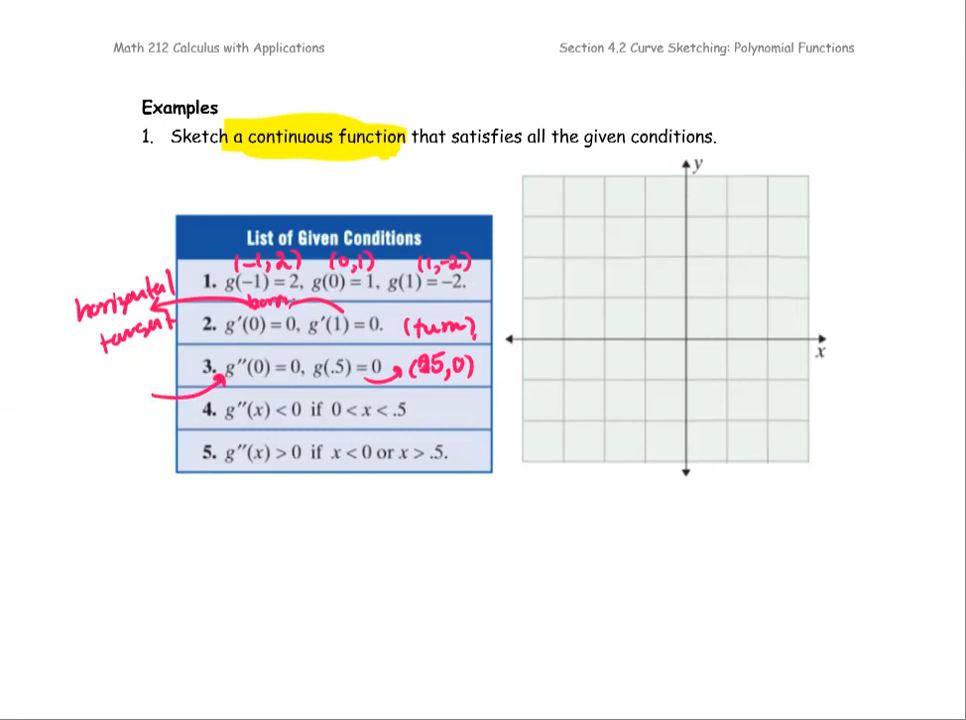 Math 212 Calculus with Applications
Section 4.2 Curve Sketching: Polynomial Functions
Examples
1. Sketch a continuous function that satisfies all the given conditions.
y
List of Given Conditions
(-1,2) (0,1) (1,-2)
1. g(−1) = 2, g(0) = 1, g(1) = −2.
horizontal
tangent
2. g′(0) = 0, g′(1) = 0. (turn?
3. g″(0) = 0, g(.5) = 0 (.5,0)
x
4. g″(x) < 0 if 0 < x < .5
5. g″(x) > 0 if x < 0 or x > .5.